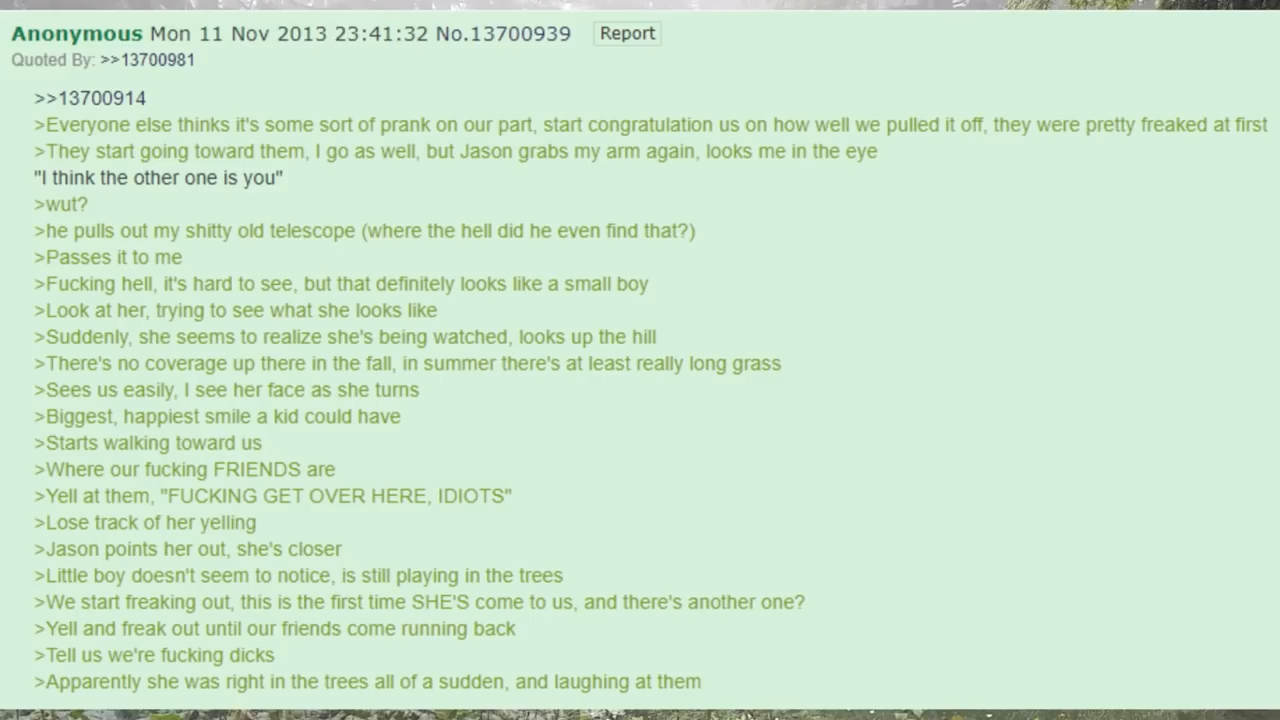 Anonymous Mon 11 Nov 2013 23:41:32 No.13700939 Report
Quoted By: >>13700981
>>13700914
>Everyone else thinks it's some sort of prank on our part, start congratulation us on how well we pulled it off, they were pretty freaked at first
>They start going toward them, I go as well, but Jason grabs my arm again, looks me in the eye
"I think the other one is you"
>wut?
>he pulls out my shitty old telescope (where the hell did he even find that?)
>Passes it to me
>Fucking hell, it's hard to see, but that definitely looks like a small boy
>Look at her, trying to see what she looks like
>Suddenly, she seems to realize she's being watched, looks up the hill
>There's no coverage up there in the fall, in summer there's at least really long grass
>Sees us easily, I see her face as she turns
>Biggest, happiest smile a kid could have
>Starts walking toward us
>Where our fucking FRIENDS are
>Yell at them, "FUCKING GET OVER HERE, IDIOTS"
>Lose track of her yelling
>Jason points her out, she's closer
>Little boy doesn't seem to notice, is still playing in the trees
>We start freaking out, this is the first time SHE'S come to us, and there's another one?
>Yell and freak out until our friends come running back
>Tell us we're fucking dicks
>Apparently she was right in the trees all of a sudden, and laughing at them